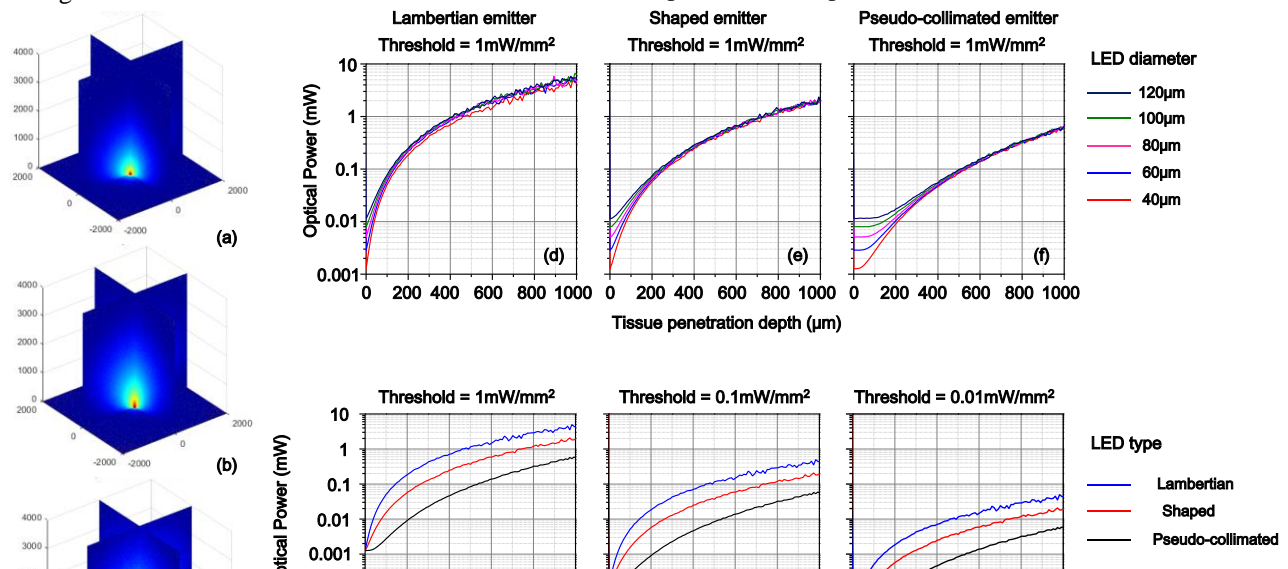 Lambertian emitter
Shaped emitter
Pseudo-collimated emitter
Threshold = 1mW/mm²
Threshold = 1mW/mm²
Threshold = 1mW/mm²
LED diameter
120µm
100µm
80µm
60µm
40µm
4000
3000
2000
1000
0
2000
0
-2000
-2000
0
2000
(a)
Optical Power (mW)
10
1
0.1
0.01
0.001
(d)
(e)
(f)
0 200 400 600 800 1000
0 200 400 600 800 1000
0 200 400 600 800 1000
Tissue penetration depth (µm)
4000
3000
2000
1000
0
2000
0
-2000
-2000
0
2000
(b)
Threshold = 1mW/mm²
Threshold = 0.1mW/mm²
Threshold = 0.01mW/mm²
10
1
0.1
0.01
0.001
Power (mW)
LED type
Lambertian
Shaped
Pseudo-collimated
4000
3000